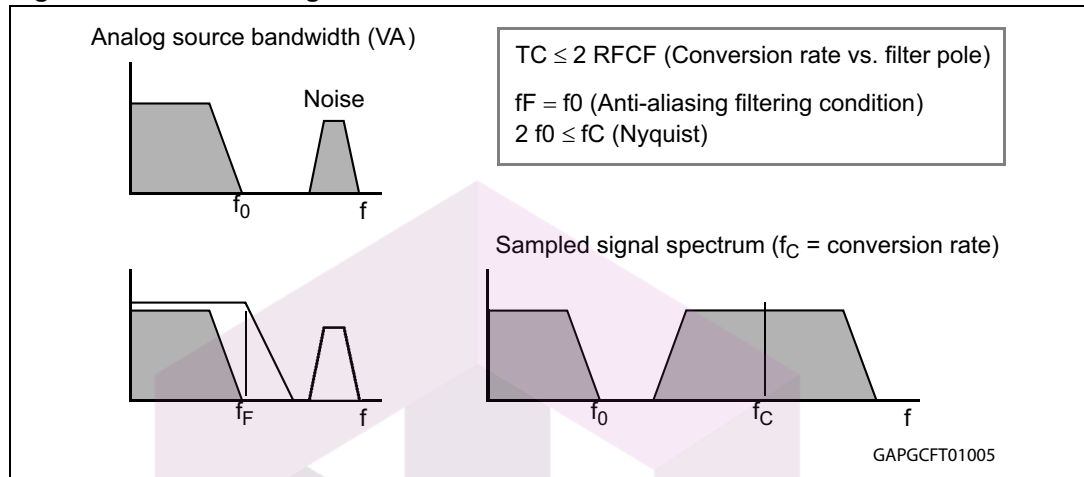 Analog source bandwidth (VA)
Noise
f0
f
TC ≤ 2 RFCF (Conversion rate vs. filter pole)
fF = f0 (Anti-aliasing filtering condition)
2 f0 ≤ fC (Nyquist)
fF
f
Sampled signal spectrum (fC = conversion rate)
f0
fC
f
GAPGCFT01005